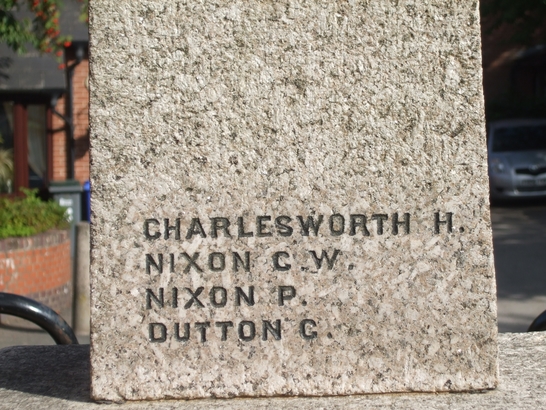 CHARLESWORTH H.
NIXON C. W.
NIXON P.
DUTTON G.